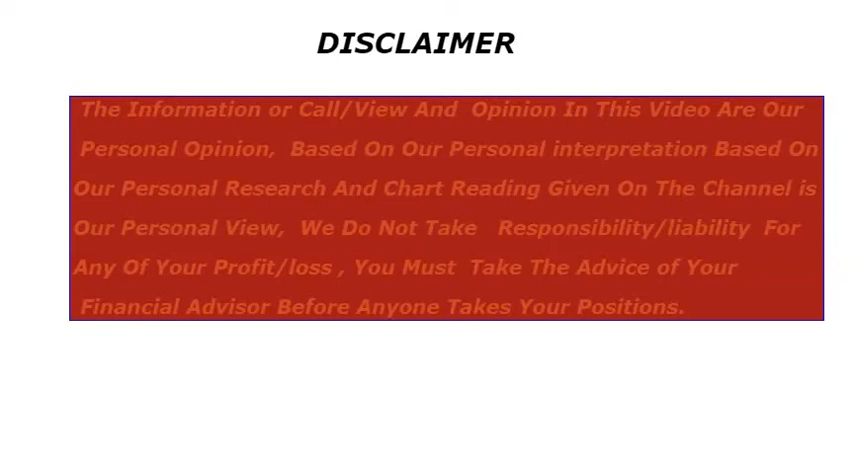 DISCLAIMER
The Information or Call/View And Opinion In This Video Are Our
Personal Opinion, Based On Our Personal interpretation Based On
Our Personal Research And Chart Reading Given On The Channel is
Our Personal View, We Do Not Take Responsibility/liability For
Any Of Your Profit/loss , You Must Take The Advice of Your
Financial Advisor Before Anyone Takes Your Positions.